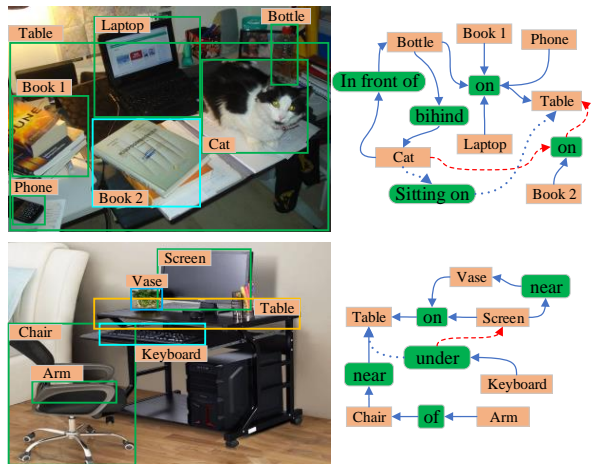 Bottle
Laptop
Table
Book 1
UNE
Cat
Phone
Book 2
Bottle
Book 1
Phone
In front of
on
Table
bihind
Cat
Laptop
on
Sitting on
Book 2
Screen
Vase
Table
Chair
Keyboard
Arm
Vase
near
Table
on
Screen
under
near
Keyboard
Chair
of
Arm